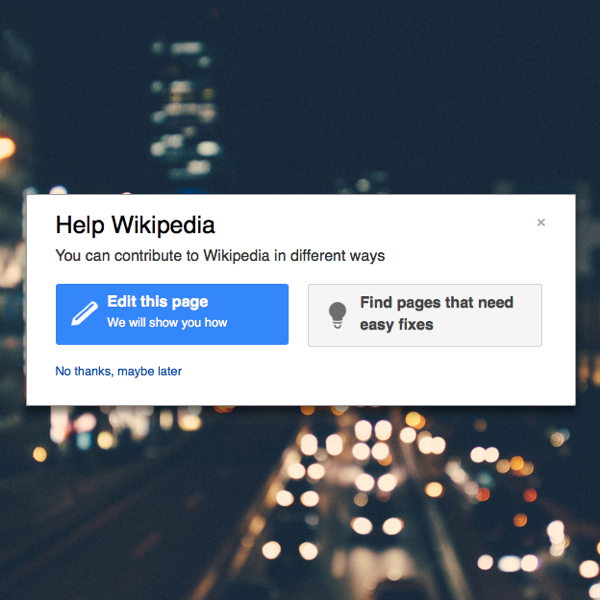 Help Wikipedia
You can contribute to Wikipedia in different ways
Edit this page
We will show you how
Find pages that need
easy fixes
No thanks, maybe later